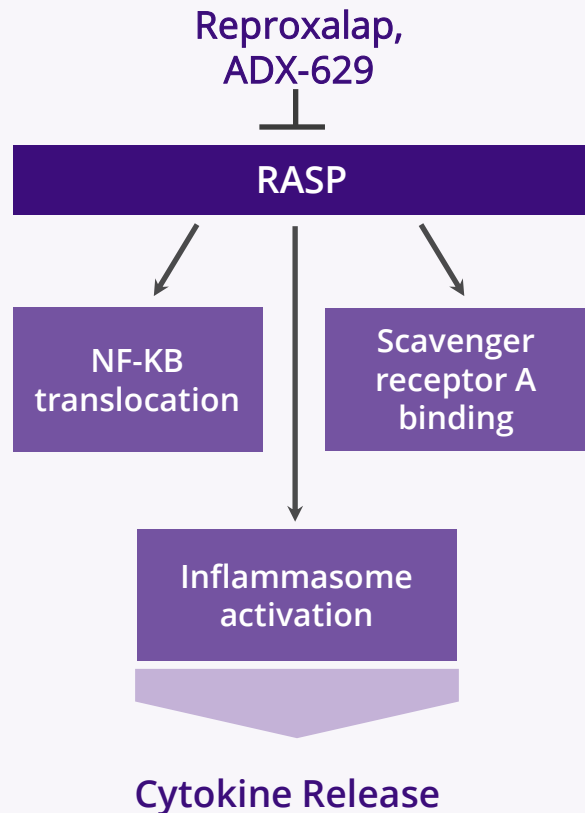 Reproxalap,
ADX-629
RASP
NF-KB
translocation
Scavenger
receptor A
binding
Inflammasome
activation
Cytokine Release